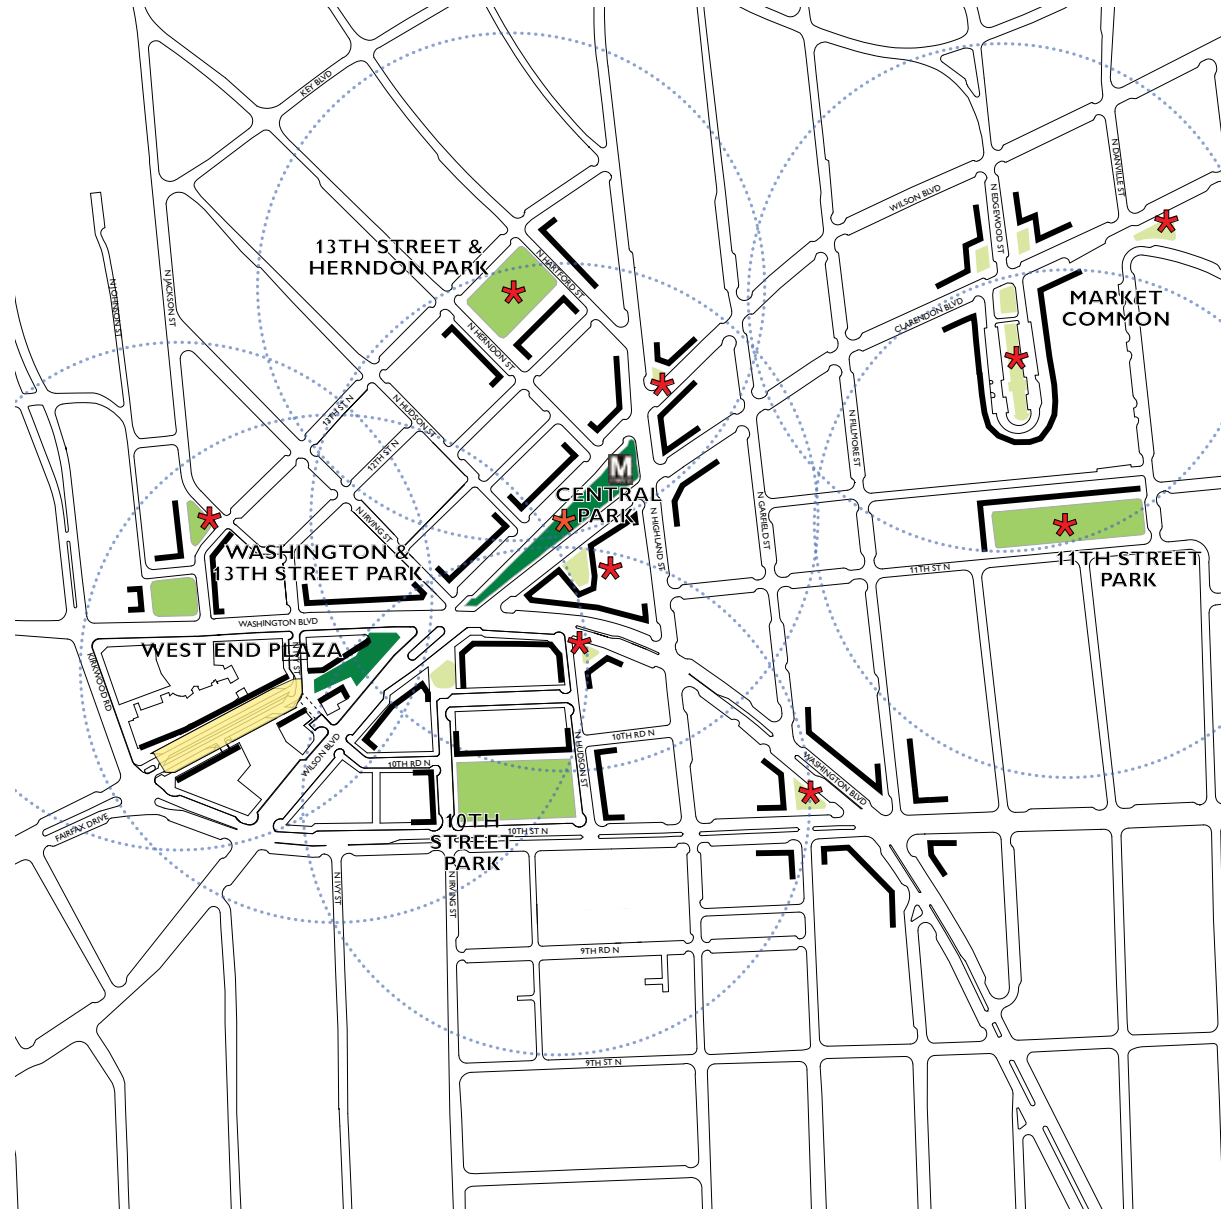 KEY BLVD
N DANVILLE ST
WILSON BLVD
N EDGEWOOD ST
13TH STREET &
HERNDON PARK
N HARTFORD ST
N JOHNSON ST
N JACKSON ST
MARKET
COMMON
CLARENDON BLVD
N HERNDON ST
13TH ST N
N HUDSON ST
12TH ST N
N FILLMORE ST
M
CENTRAL
PARK
N IRVING ST
N HIGHLAND ST
N GARFIELD ST
WASHINGTON &
13TH STREET PARK
11TH STREET
PARK
11TH ST N
WASHINGTON BLVD
WEST END PLAZA
N IVY ST
KIRKWOOD RD
WILSON BLVD
10TH RD N
10TH RD N
N HUDSON ST
WASHINGTON BLVD
FAIRFAX DRIVE
10TH
STREET
PARK
10TH ST N
N IVY ST
N IRVING ST
9TH RD N
9TH ST N